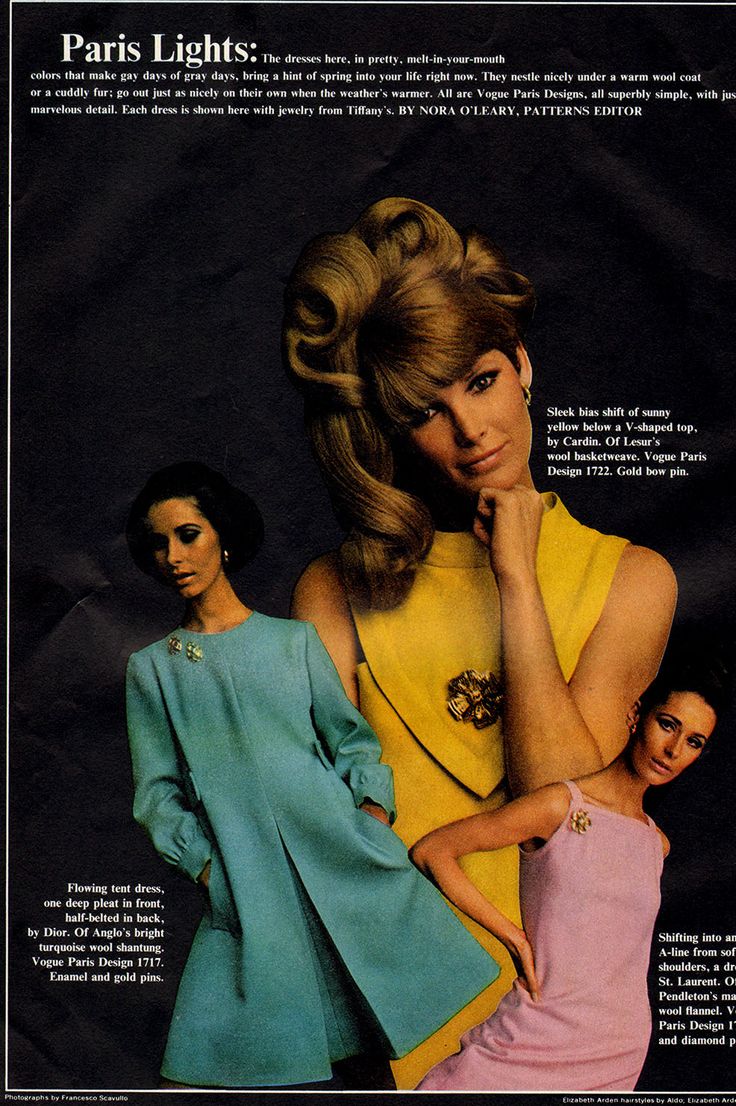 Paris Lights: The dresses here, in pretty, melt-in-your-mouth
colors that make gay days of gray days, bring a hint of spring into your life right now. They nestle nicely under a warm wool coat
or a cuddly fur; go out just as nicely on their own when the weather's warmer. All are Vogue Paris Designs, all superbly simple, with jus
marvelous detail. Each dress is shown here with jewelry from Tiffany's. BY NORA O'LEARY, PATTERNS EDITOR
Sleek bias shift of sunny
yellow below a V-shaped top,
by Cardin. Of Lesur's
wool basketweave. Vogue Paris
Design 1722. Gold bow pin.
Flowing tent dress,
one deep pleat in front,
half-belted in back,
by Dior. Of Anglo's bright
turquoise wool shantung.
Vogue Paris Design 1717.
Enamel and gold pins.
Shifting into an
A-line from sof
shoulders, a dr
St. Laurent. O
Pendleton's ma
wool flannel. V
Paris Design 17
and diamond p
Photographs by Francesco Scavullo
Elizabeth Arden hairstyles by Aldo; Elizabeth Ard